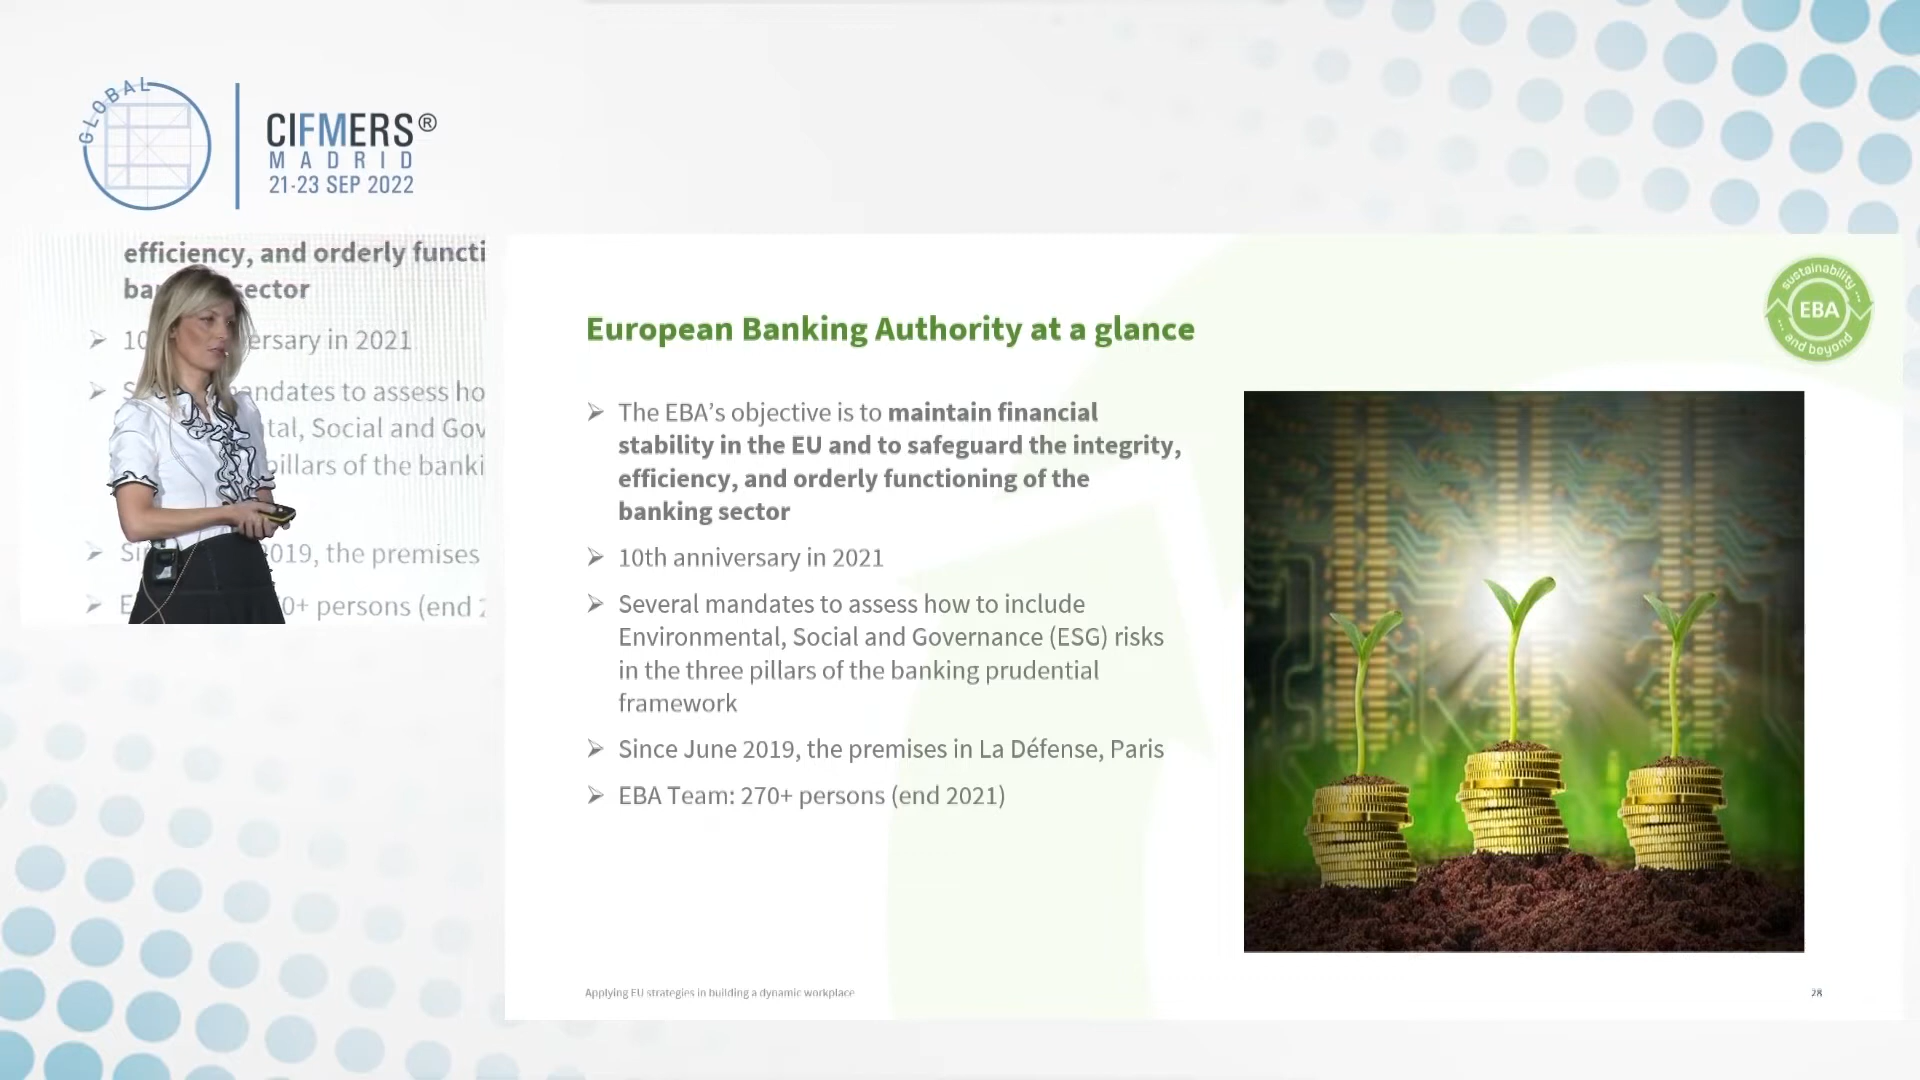 GLOBAL
CIFMERS®
MADRID
21-23 SEP 2022
efficiency, and orderly functi
sector
ersary in 2021
andates to assess ho
tal, Social and Gov
pillars of the banki
2019, the premises
0+ persons (end 2
sustainability ...
EBA
... and beyond
European Banking Authority at a glance
➢ The EBA’s objective is to maintain financial
stability in the EU and to safeguard the integrity,
efficiency, and orderly functioning of the
banking sector
➢ 10th anniversary in 2021
➢ Several mandates to assess how to include
Environmental, Social and Governance (ESG) risks
in the three pillars of the banking prudential
framework
➢ Since June 2019, the premises in La Défense, Paris
➢ EBA Team: 270+ persons (end 2021)
Applying EU strategies in building a dynamic workplace
28